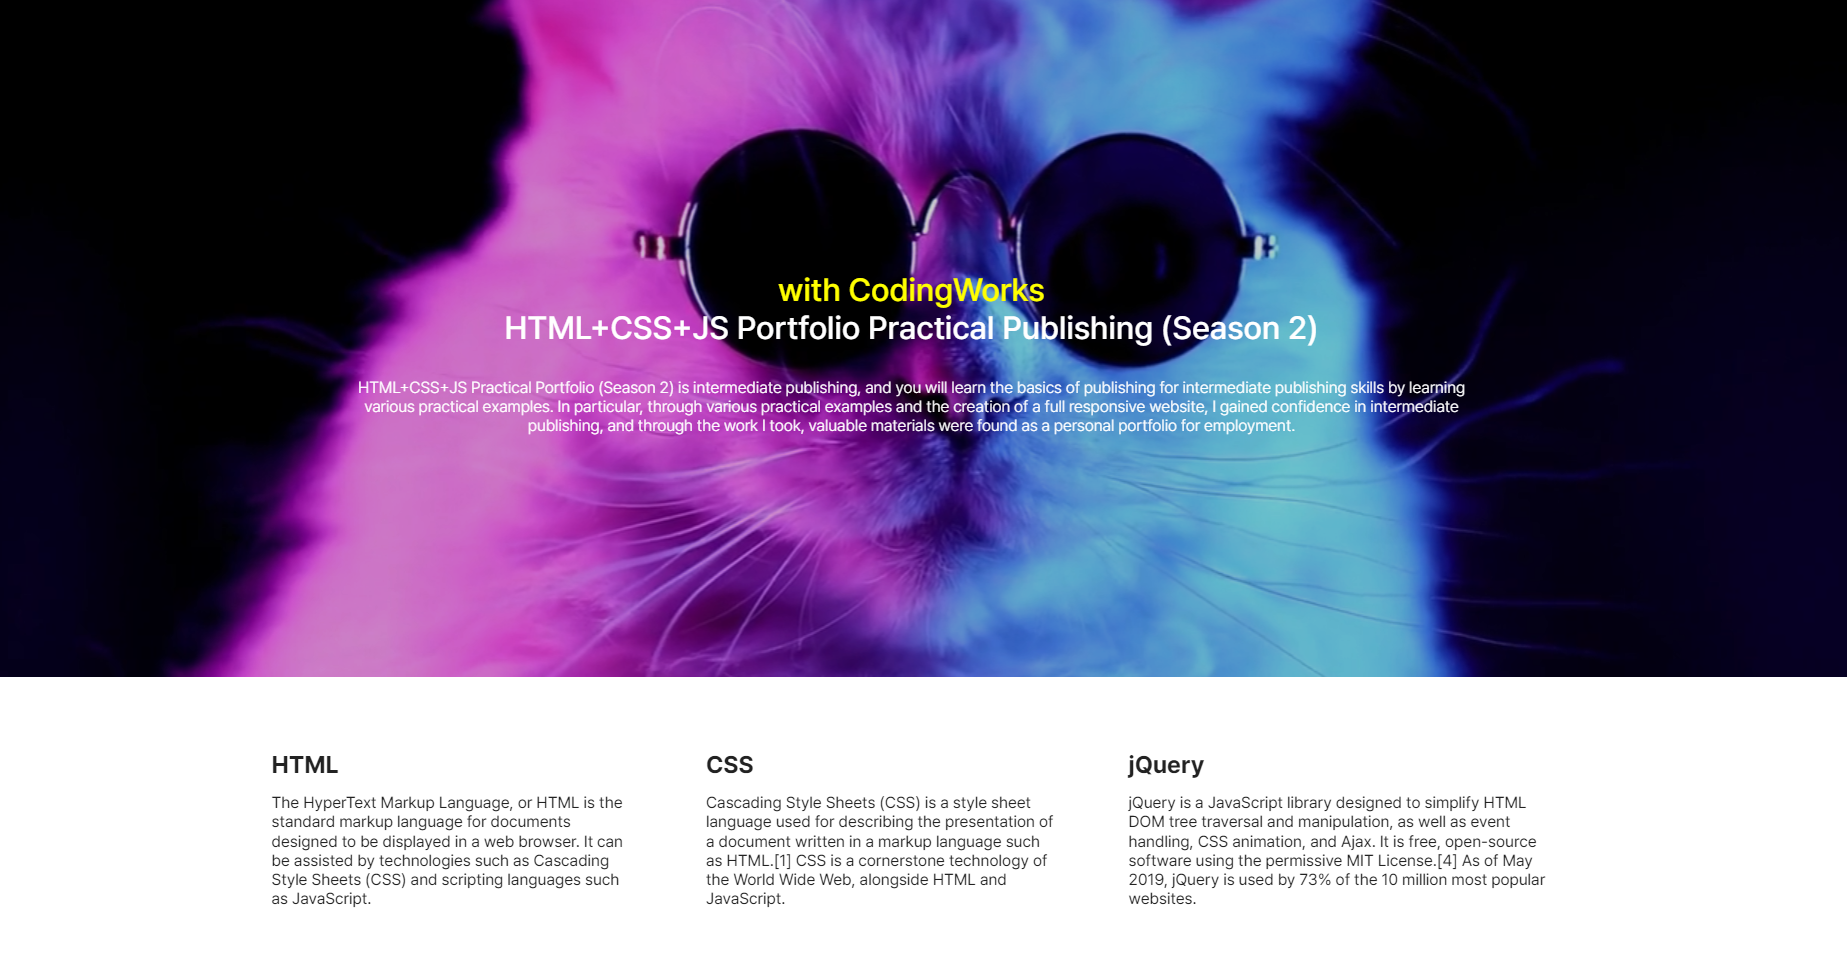 with CodingWorks
HTML+CSS+JS Portfolio Practical Publishing (Season 2)
HTML+CSS+JS Practical Portfolio (Season 2) is intermediate publishing, and you will learn the basics of publishing for intermediate publishing skills by learning
various practical examples. In particular, through various practical examples and the creation of a full responsive website, I gained confidence in intermediate
publishing, and through the work I took, valuable materials were found as a personal portfolio for employment.
HTML
The HyperText Markup Language, or HTML is the
standard markup language for documents
designed to be displayed in a web browser. It can
be assisted by technologies such as Cascading
Style Sheets (CSS) and scripting languages such
as JavaScript.
CSS
Cascading Style Sheets (CSS) is a style sheet
language used for describing the presentation of
a document written in a markup language such
as HTML.[1] CSS is a cornerstone technology of
the World Wide Web, alongside HTML and
JavaScript.
jQuery
jQuery is a JavaScript library designed to simplify HTML
DOM tree traversal and manipulation, as well as event
handling, CSS animation, and Ajax. It is free, open-source
software using the permissive MIT License.[4] As of May
2019, jQuery is used by 73% of the 10 million most popular
websites.